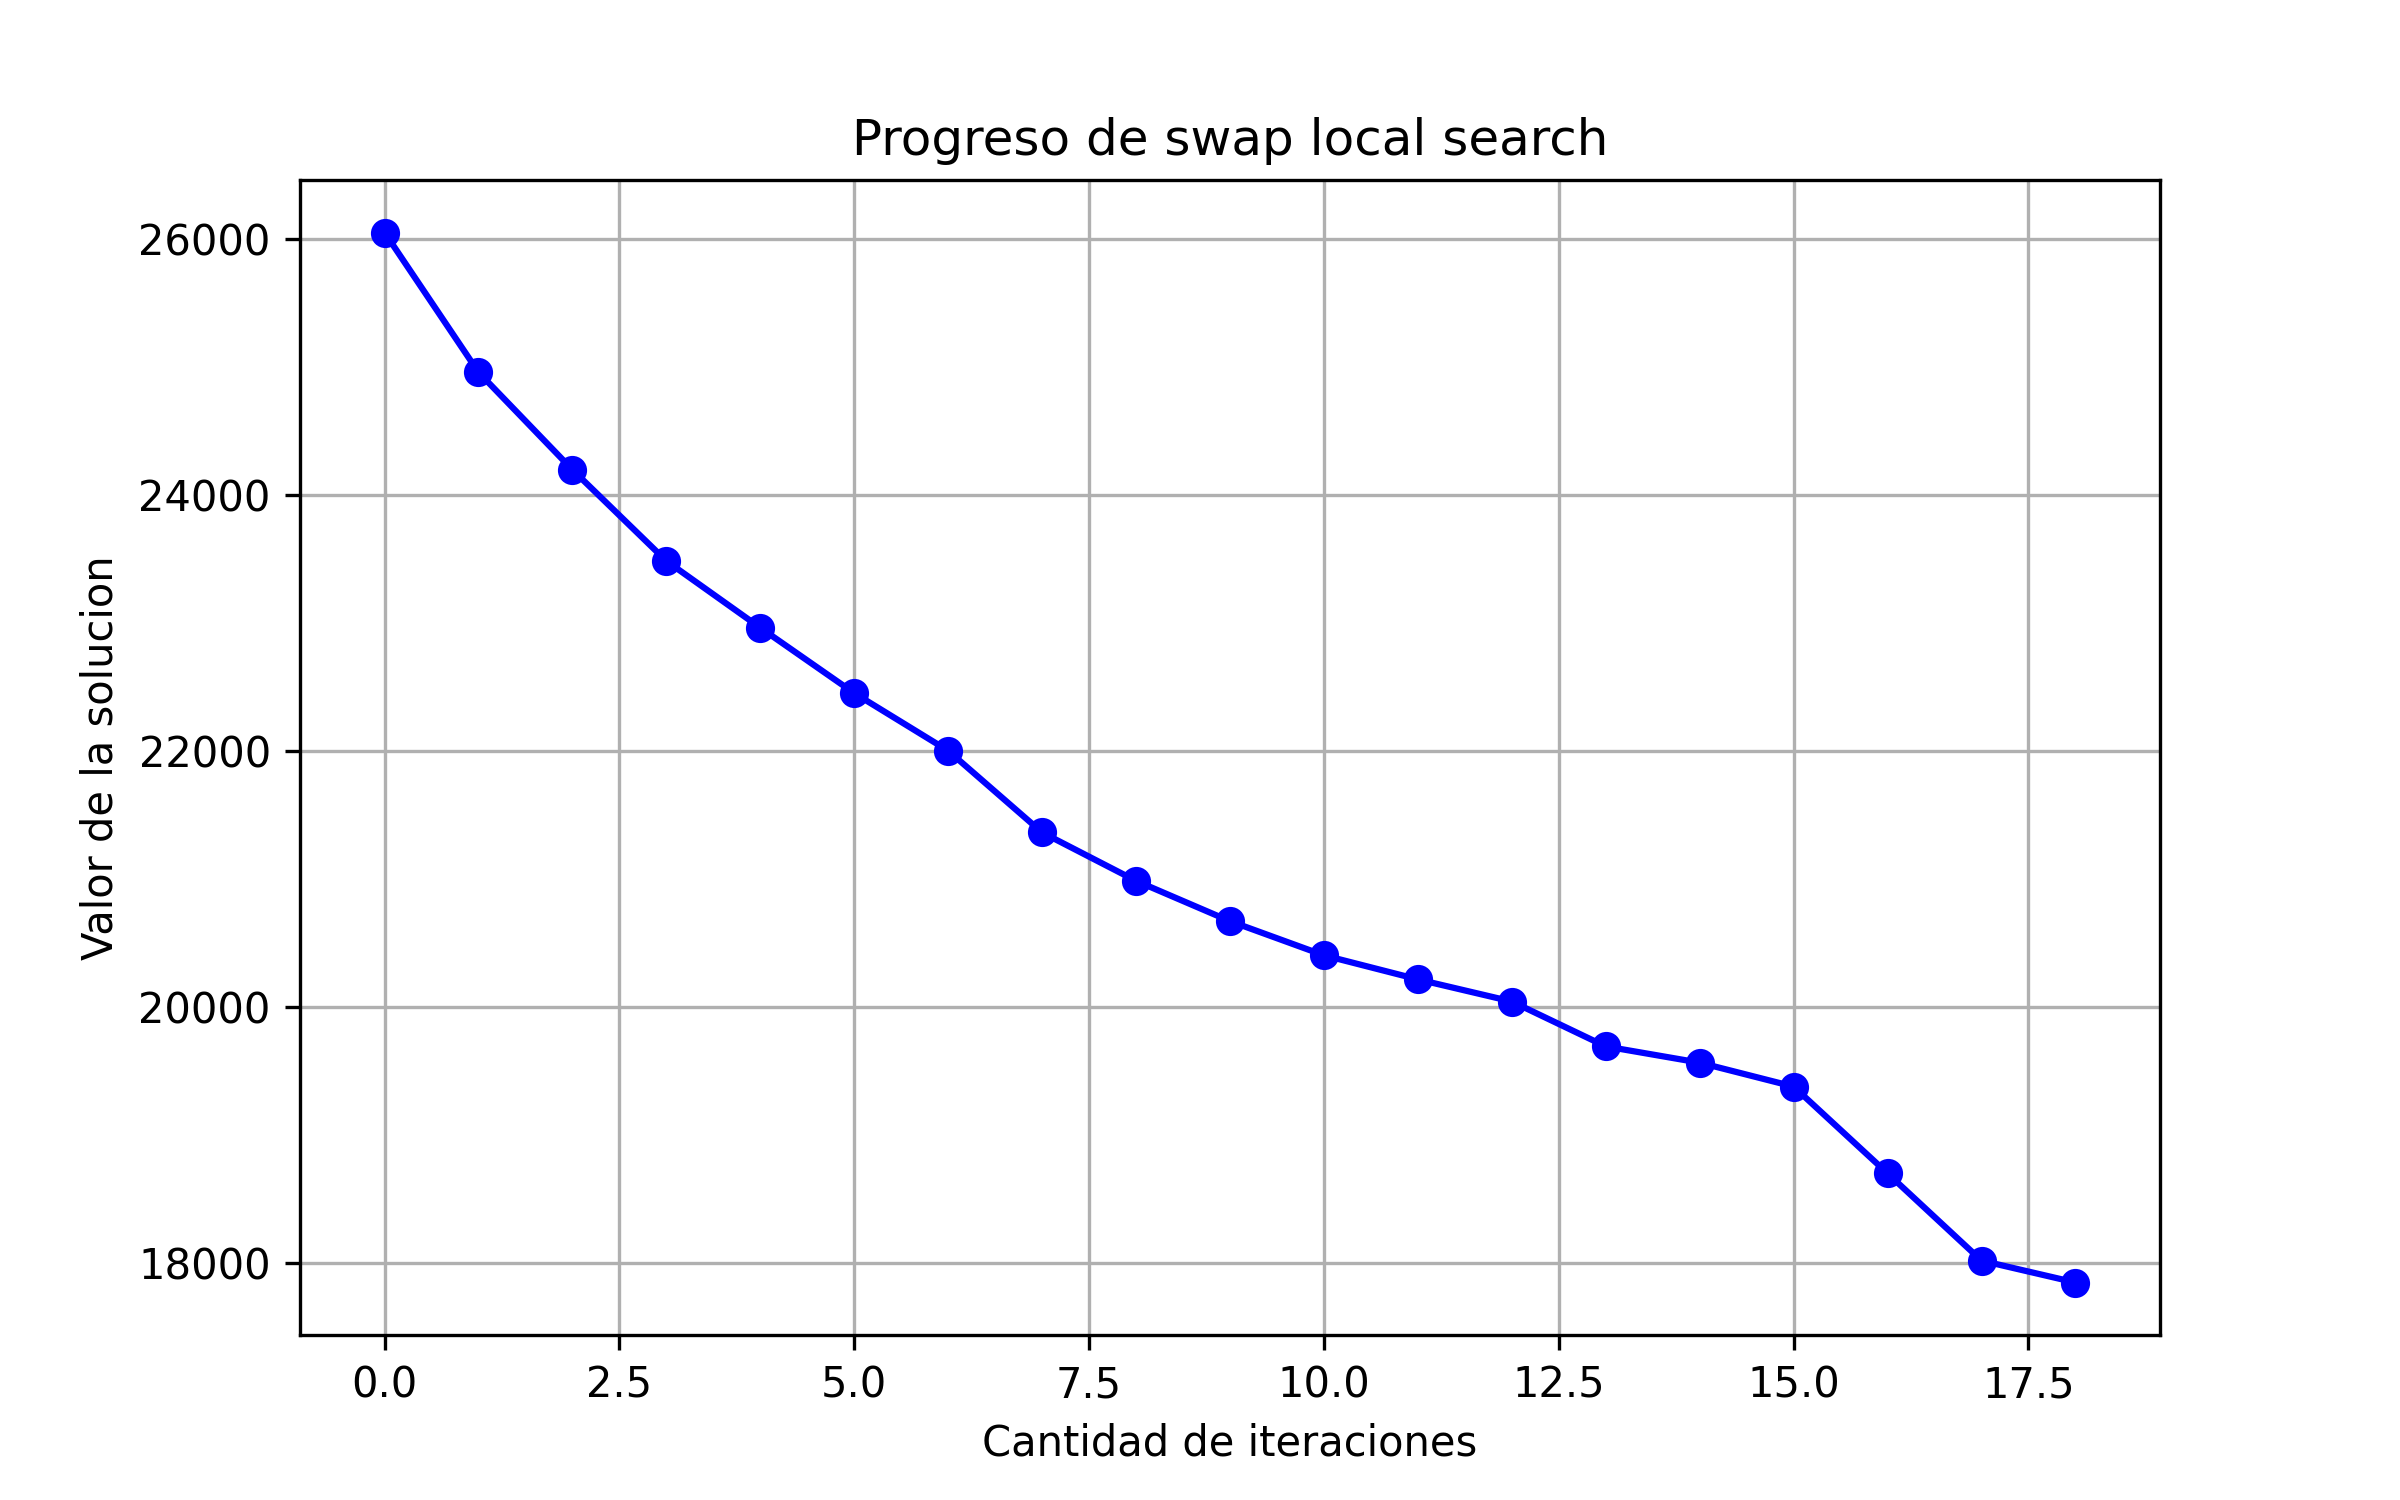 Progreso de swap local search
Valor de la solucion
26000
24000
22000
20000
18000
0.0 2.5 5.0 7.5 10.0 12.5 15.0 17.5
Cantidad de iteraciones